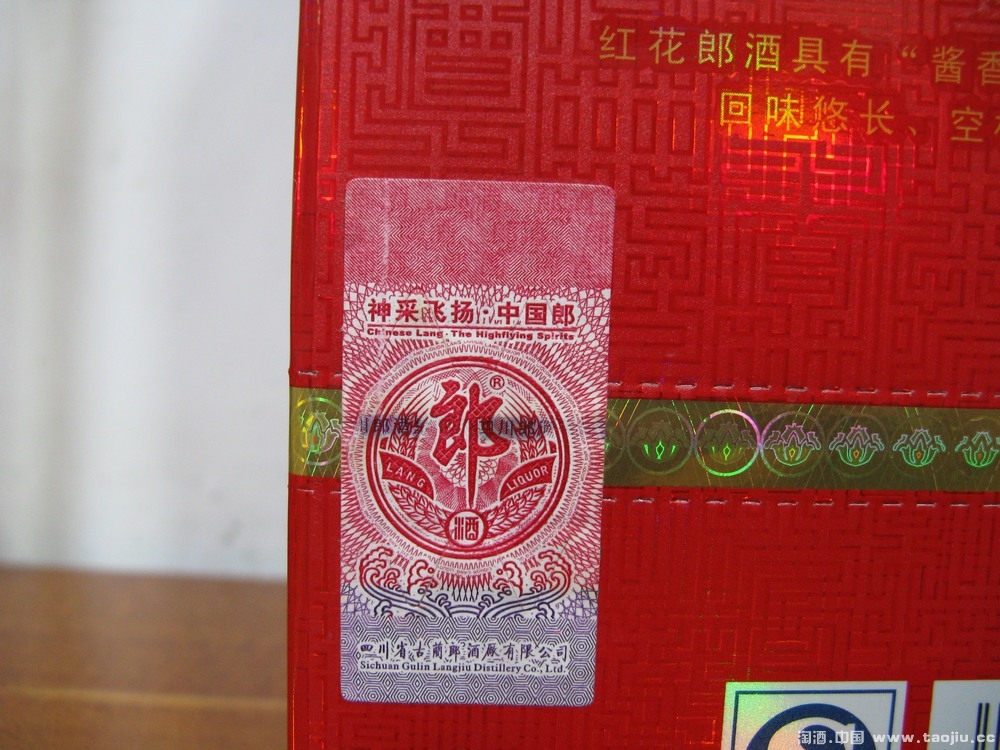 红花郎酒具有“酱香
回味悠长、空
神采飞扬·中国郎
Chinese Lang·The Highflying Spirits
郎®
LANG LIQUOR
酒
四川省古蔺郎酒厂有限公司
Sichuan Gulin Langjiu Distillery Co., Ltd.
淘酒.中国 www.taojiu.cc